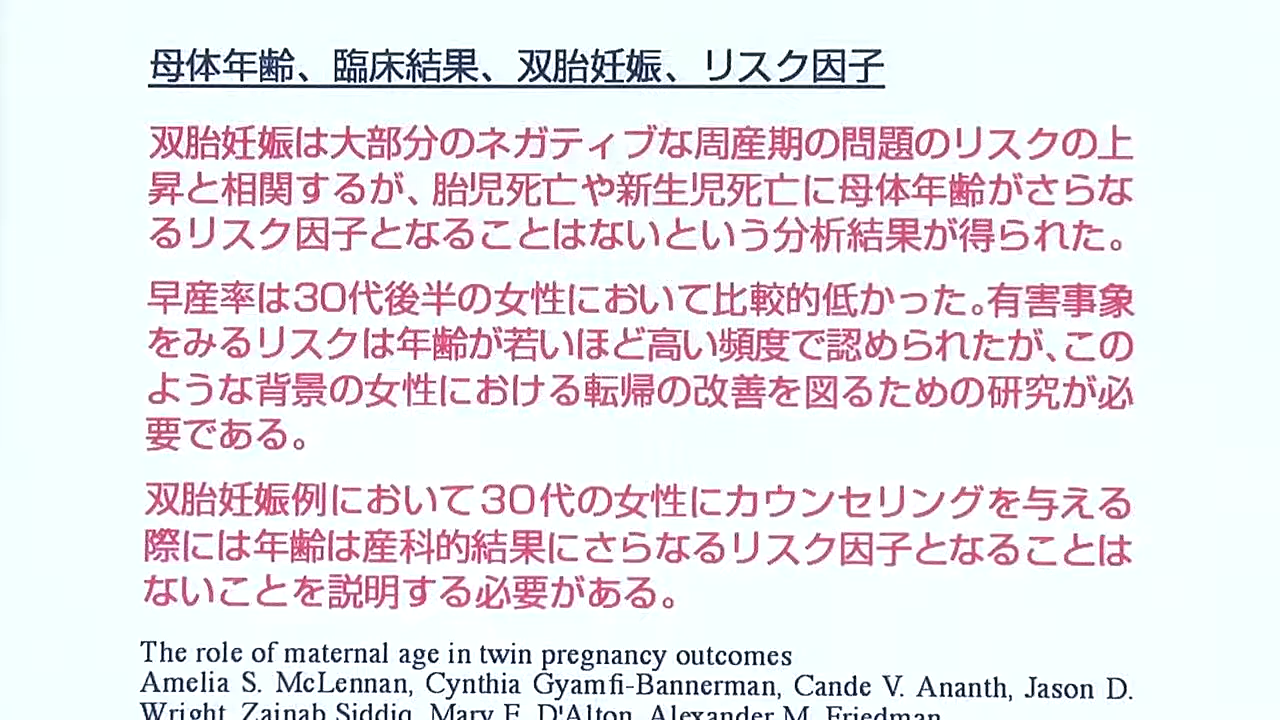 母体年齢、臨床結果、双胎妊娠、リスク因子
双胎妊娠は大部分のネガティブな周産期の問題のリスクの上
昇と相関するが、胎児死亡や新生児死亡に母体年齢がさらな
るリスク因子となることはないという分析結果が得られた。
早産率は30代後半の女性において比較的低かった。有害事象
をみるリスクは年齢が若いほど高い頻度で認められたが、この
ような背景の女性における転帰の改善を図るための研究が必
要である。
双胎妊娠例において30代の女性にカウンセリングを与える
際には年齢は産科的結果にさらなるリスク因子となることは
ないことを説明する必要がある。
The role of maternal age in twin pregnancy outcomes
Amelia S. McLennan, Cynthia Gyamfi-Bannerman, Cande V. Ananth, Jason D.
Wright, Zainab Siddiq, Mary E. D'Alton, Alexander M. Friedman